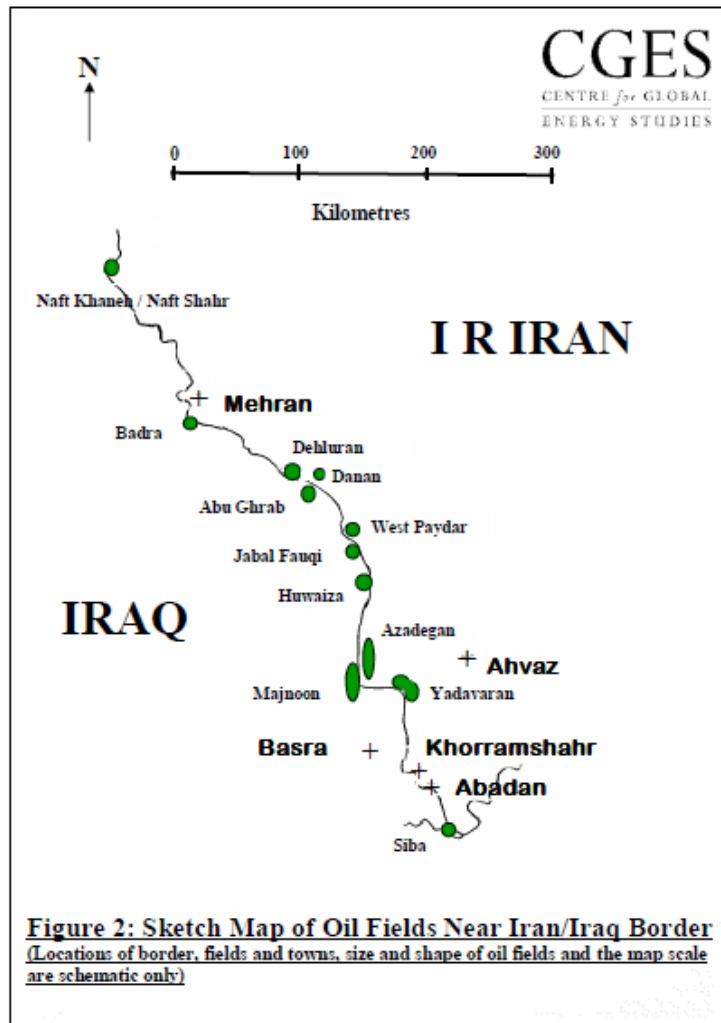 CGES
CENTRE for GLOBAL
ENERGY STUDIES
N
0 100 200 300
Kilometres
Naft Khaneh / Naft Shahr
I R IRAN
Mehran
Badra
Dehluran
Danan
Abu Ghrab
West Paydar
Jabal Fauqi
Huwaiza
IRAQ
Azadegan
Ahvaz
Majnoon
Yadavaran
Basra
Khorramshahr
Abadan
Siba
Figure 2: Sketch Map of Oil Fields Near Iran/Iraq Border
(Locations of border, fields and towns, size and shape of oil fields and the map scale
are schematic only)